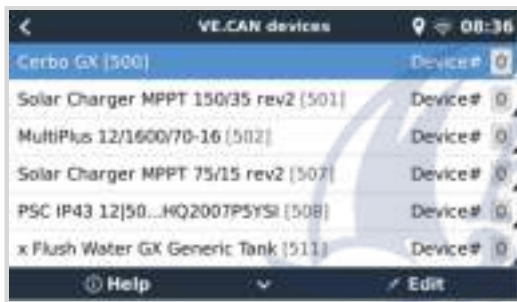 VE.CAN devices 08:36
Cerbo GX [500] Device# 0
Solar Charger MPPT 150/35 rev2 [501] Device# 0
MultiPlus 12/1600/70-16 [502] Device# 0
Solar Charger MPPT 75/15 rev2 [507] Device# 0
PSC IP43 12|50...HQ2007P5YSI [508] Device# 0
x Flush Water GX Generic Tank [511] Device# 0
Help Edit